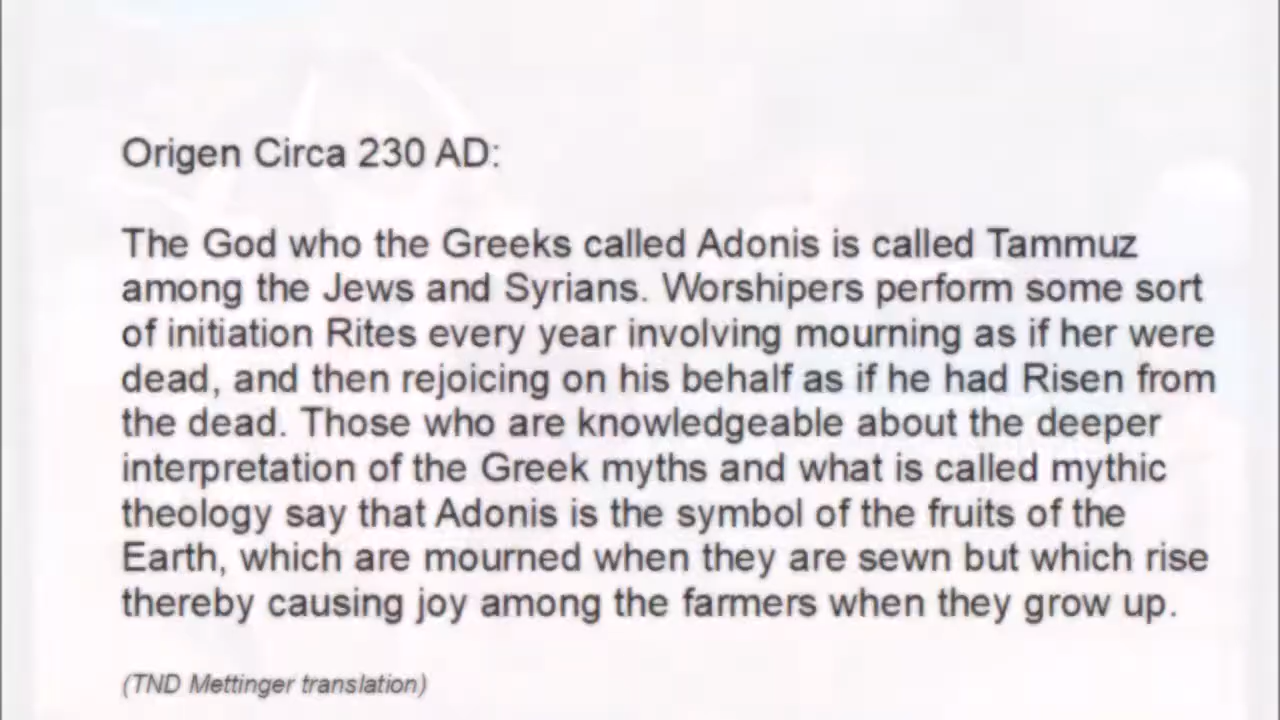 Origen Circa 230 AD:
The God who the Greeks called Adonis is called Tammuz
among the Jews and Syrians. Worshipers perform some sort
of initiation Rites every year involving mourning as if her were
dead, and then rejoicing on his behalf as if he had Risen from
the dead. Those who are knowledgeable about the deeper
interpretation of the Greek myths and what is called mythic
theology say that Adonis is the symbol of the fruits of the
Earth, which are mourned when they are sewn but which rise
thereby causing joy among the farmers when they grow up.
(TND Mettinger translation)